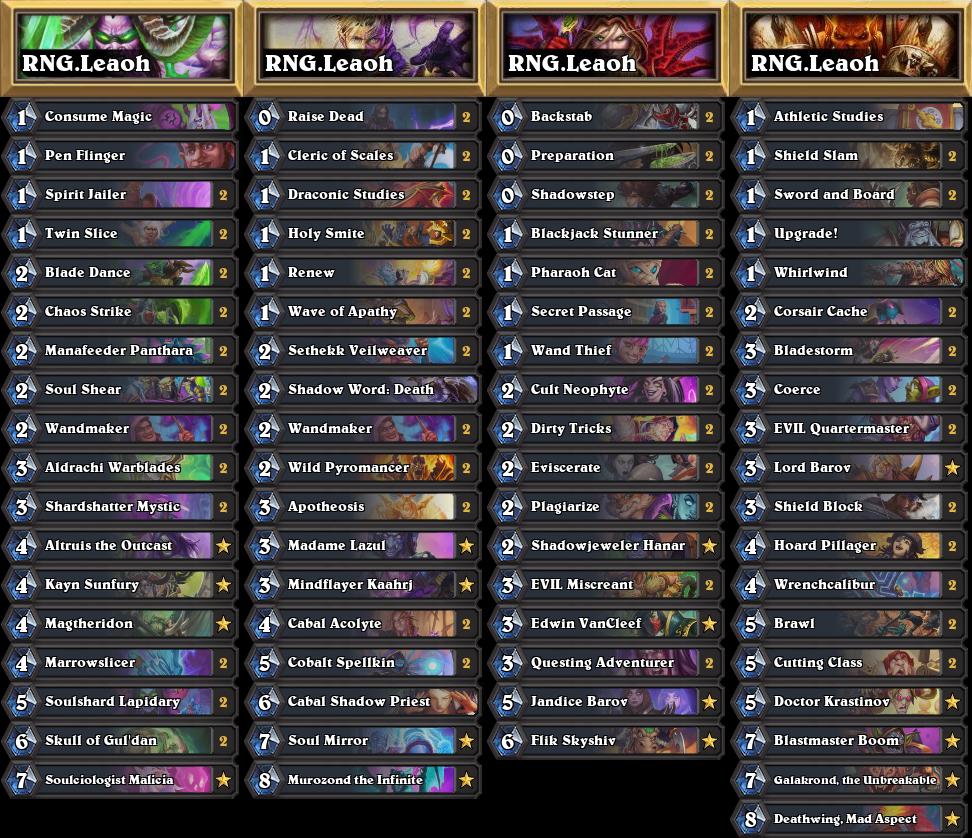 RNG.Leaoh
1 Consume Magic
1 Pen Flinger
1 Spirit Jailer 2
1 Twin Slice 2
2 Blade Dance 2
2 Chaos Strike 2
2 Manafeeder Panthara 2
2 Soul Shear 2
2 Wandmaker 2
3 Aldrachi Warblades 2
3 Shardshatter Mystic 2
4 Altruis the Outcast
4 Kayn Sunfury
4 Magtheridon
4 Marrowslicer 2
5 Soulshard Lapidary 2
6 Skull of Gul'dan 2
7 Soulciologist Malicia
RNG.Leaoh
0 Raise Dead 2
1 Cleric of Scales 2
1 Draconic Studies 2
1 Holy Smite 2
1 Renew 2
1 Wave of Apathy 2
2 Sethekk Veilweaver 2
2 Shadow Word: Death
2 Wandmaker 2
2 Wild Pyromancer 2
3 Apotheosis 2
3 Madame Lazul
3 Mindflayer Kaahrj
4 Cabal Acolyte 2
5 Cobalt Spellkin 2
6 Cabal Shadow Priest
7 Soul Mirror
8 Murozond the Infinite
RNG.Leaoh
0 Backstab 2
0 Preparation 2
0 Shadowstep 2
1 Blackjack Stunner 2
1 Pharaoh Cat 2
1 Secret Passage 2
1 Wand Thief 2
2 Cult Neophyte 2
2 Dirty Tricks 2
2 Eviscerate 2
2 Plagiarize 2
2 Shadowjeweler Hanar
3 EVIL Miscreant 2
3 Edwin VanCleef
3 Questing Adventurer 2
5 Jandice Barov
6 Flik Skyshiv
RNG.Leaoh
1 Athletic Studies
1 Shield Slam 2
1 Sword and Board 2
1 Upgrade!
1 Whirlwind
2 Corsair Cache 2
3 Bladestorm 2
3 Coerce 2
3 EVIL Quartermaster 2
3 Lord Barov
3 Shield Block 2
4 Hoard Pillager 2
4 Wrenchcalibur 2
5 Brawl 2
5 Cutting Class 2
5 Doctor Krastinov
7 Blastmaster Boom
7 Galakrond, the Unbreakable
8 Deathwing, Mad Aspect